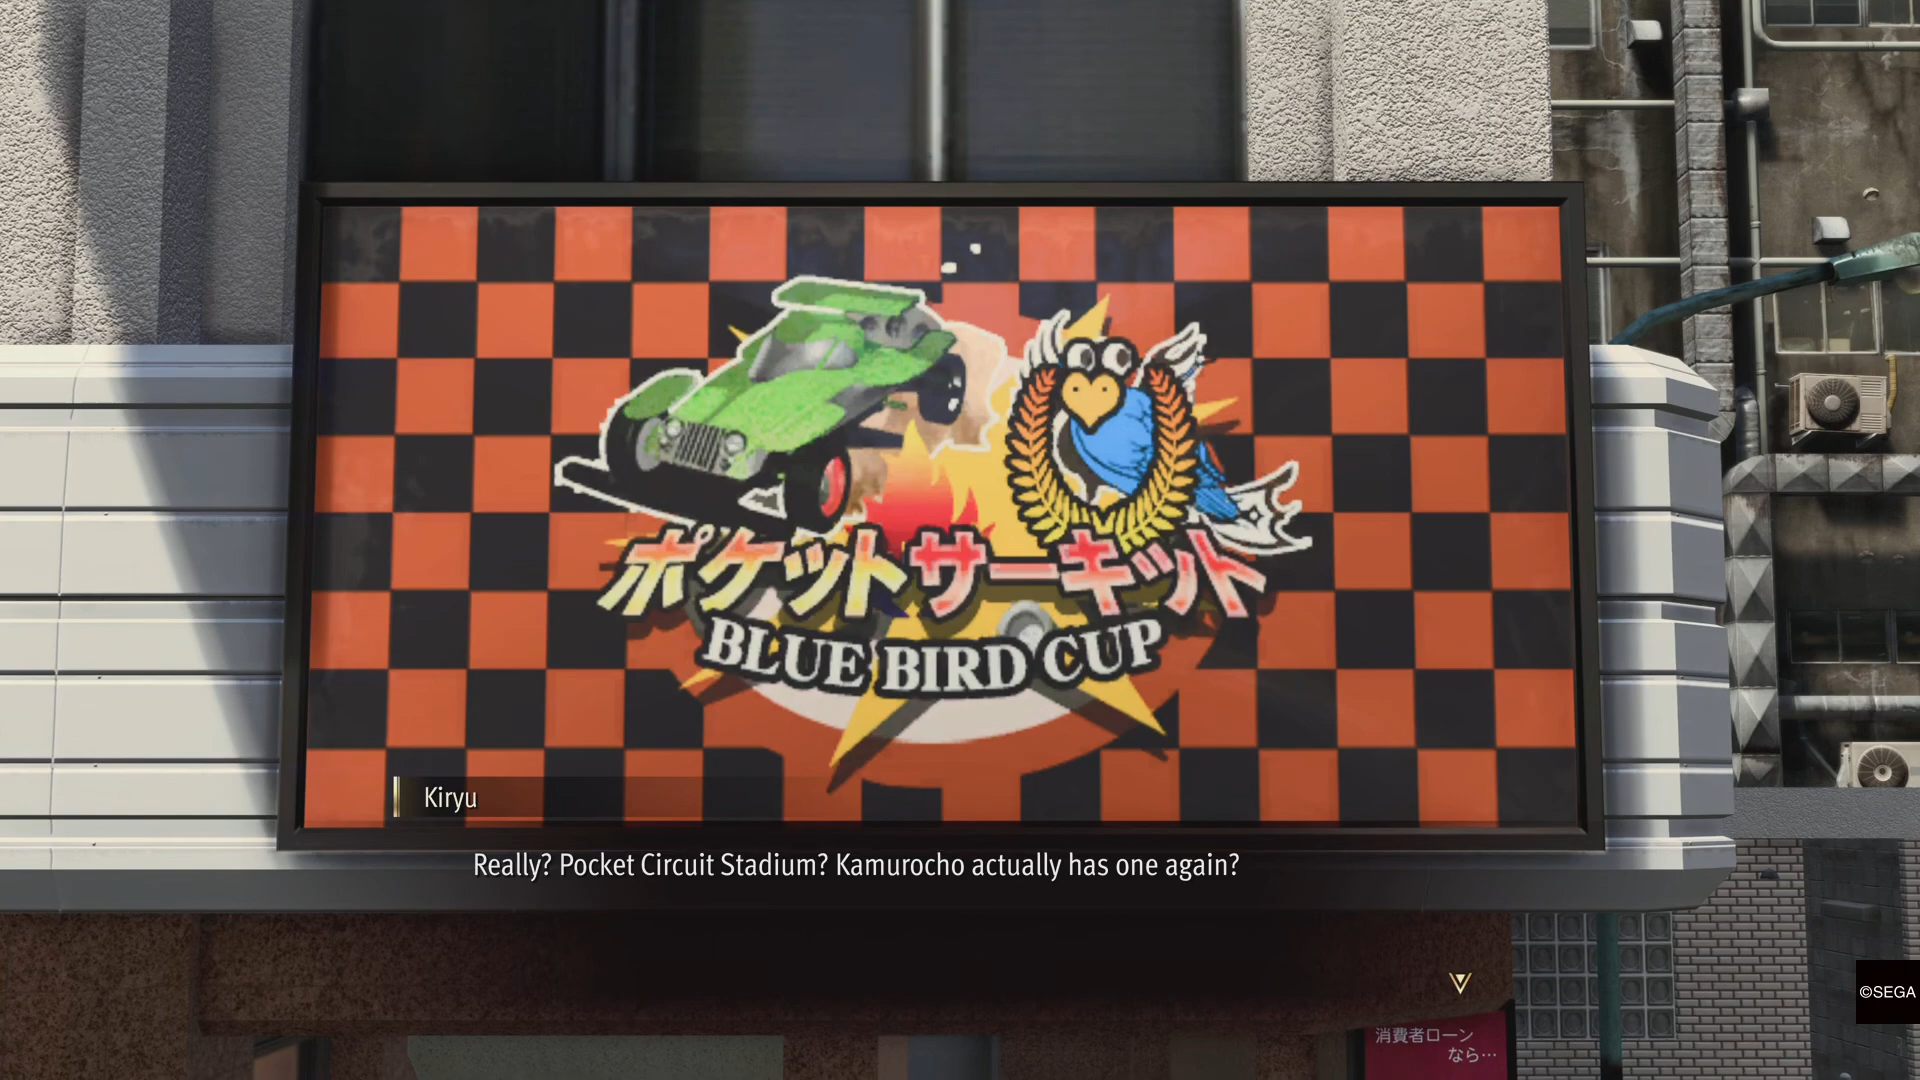 ポケットサーキット
BLUE BIRD CUP
Kiryu
Really? Pocket Circuit Stadium? Kamurocho actually has one again?
©SEGA
消費者ローン
なら…